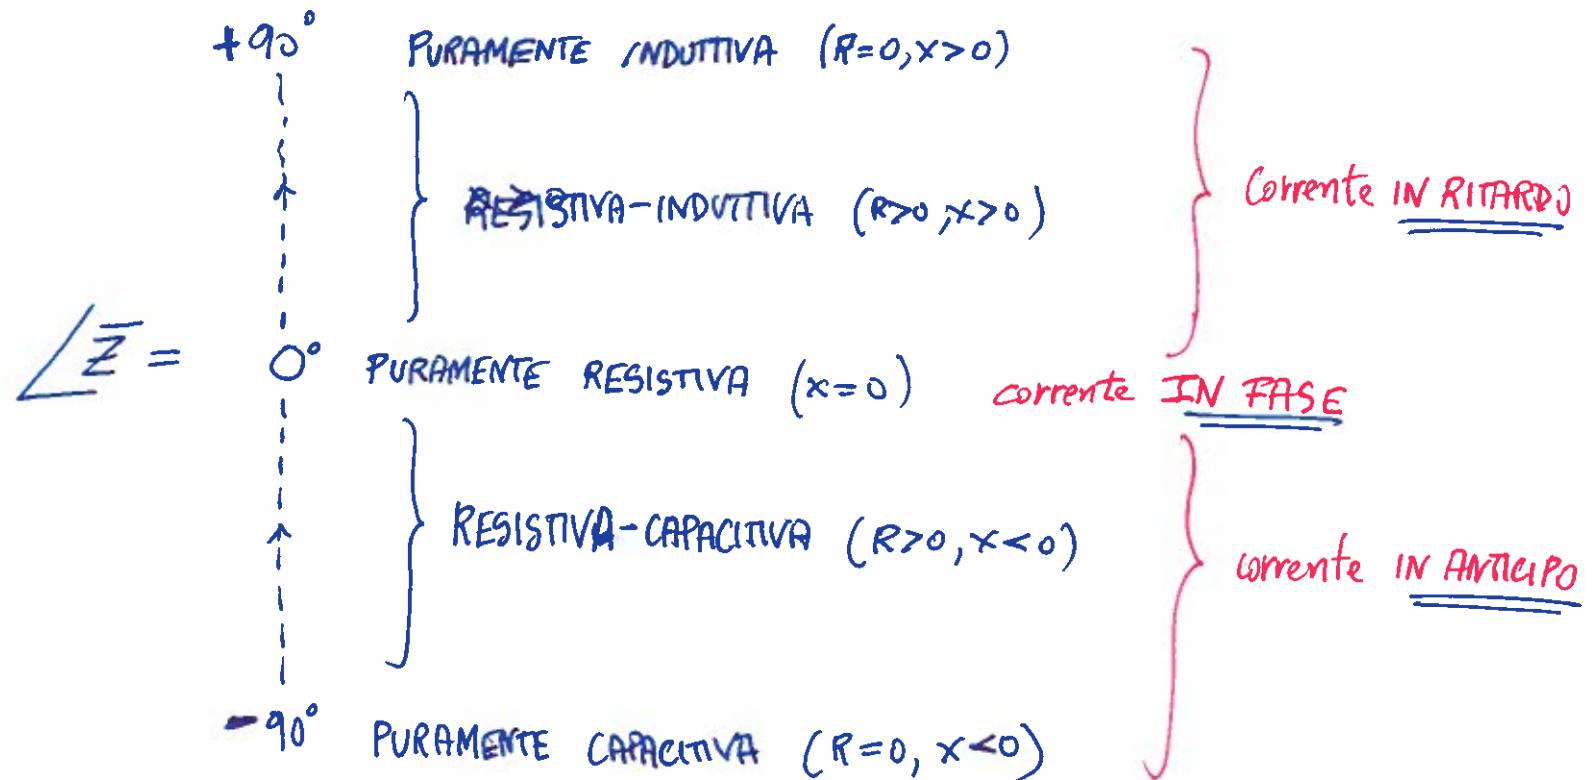 +90° PURAMENTE INDUTTIVA (R=0, x>0)
RESISTIVA-INDUTTIVA (R>0, x>0) Corrente IN RITARDO
∠Z̅ = 0° PURAMENTE RESISTIVA (x=0) corrente IN FASE
RESISTIVA-CAPACITIVA (R>0, x<0) corrente IN ANTICIPO
-90° PURAMENTE CAPACITIVA (R=0, x<0)